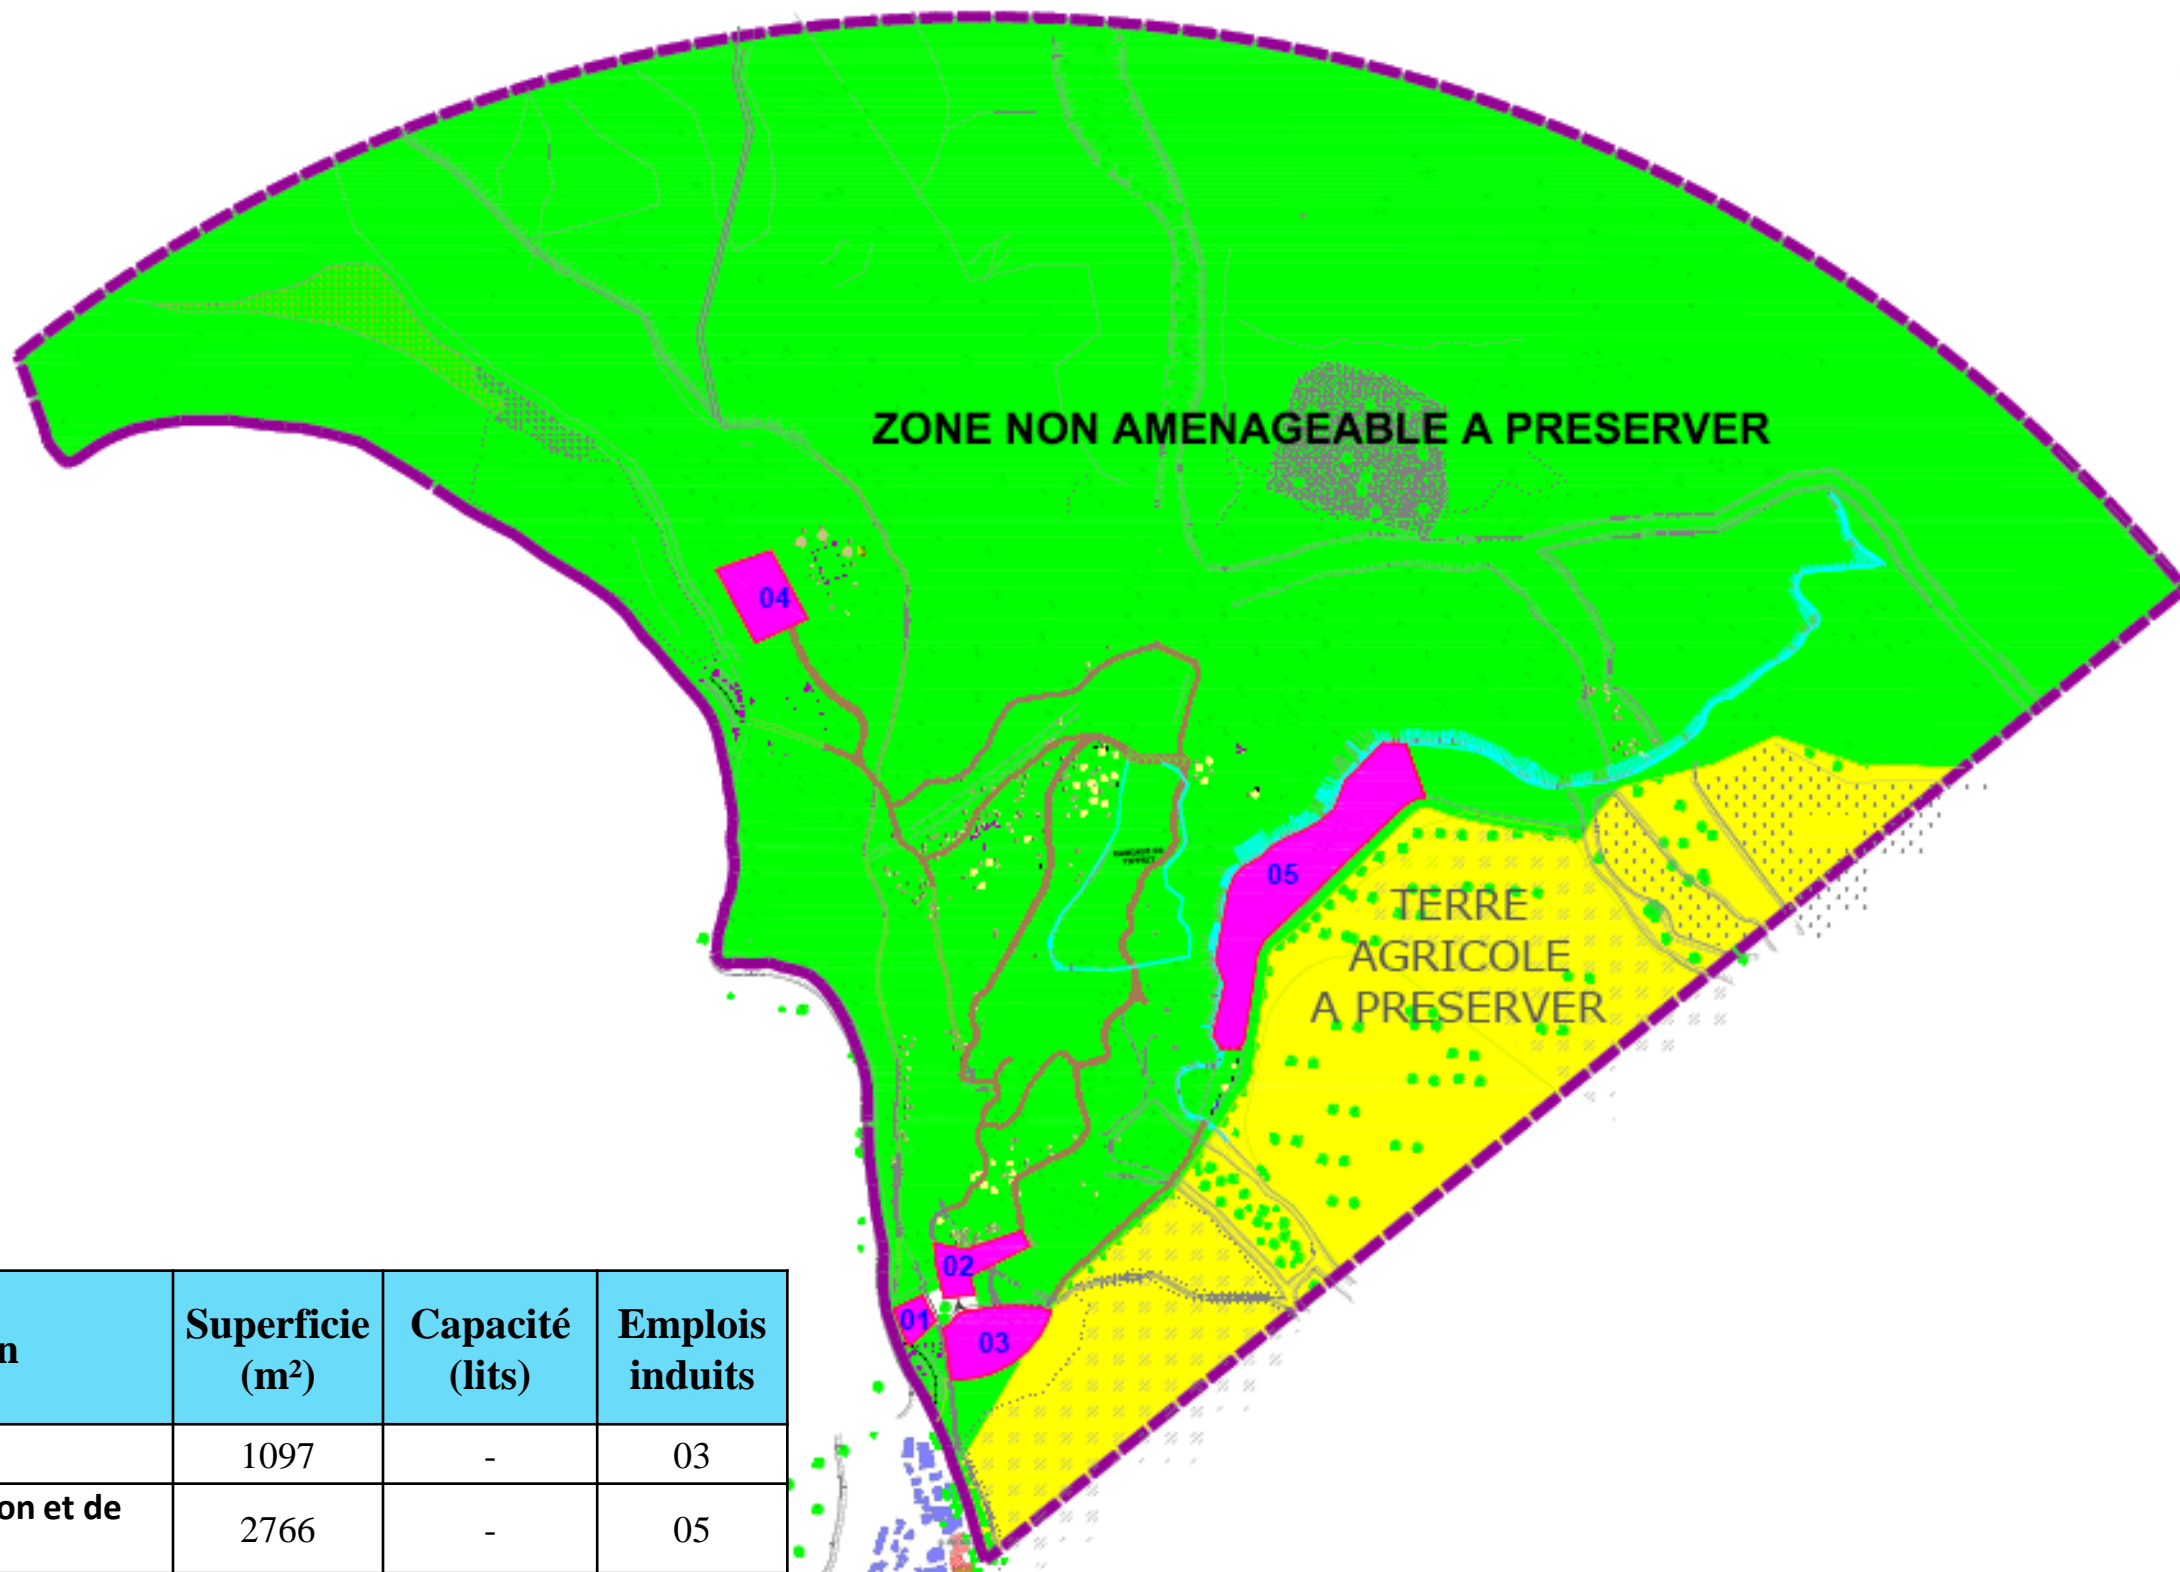 ZONE NON AMENAGEABLE A PRESERVER
04
05
TERRE
AGRICOLE
A PRESERVER
02
01
03
n
Superficie
(m²)
Capacité
(lits)
Emplois
induits
1097
-
03
on et de
2766
-
05